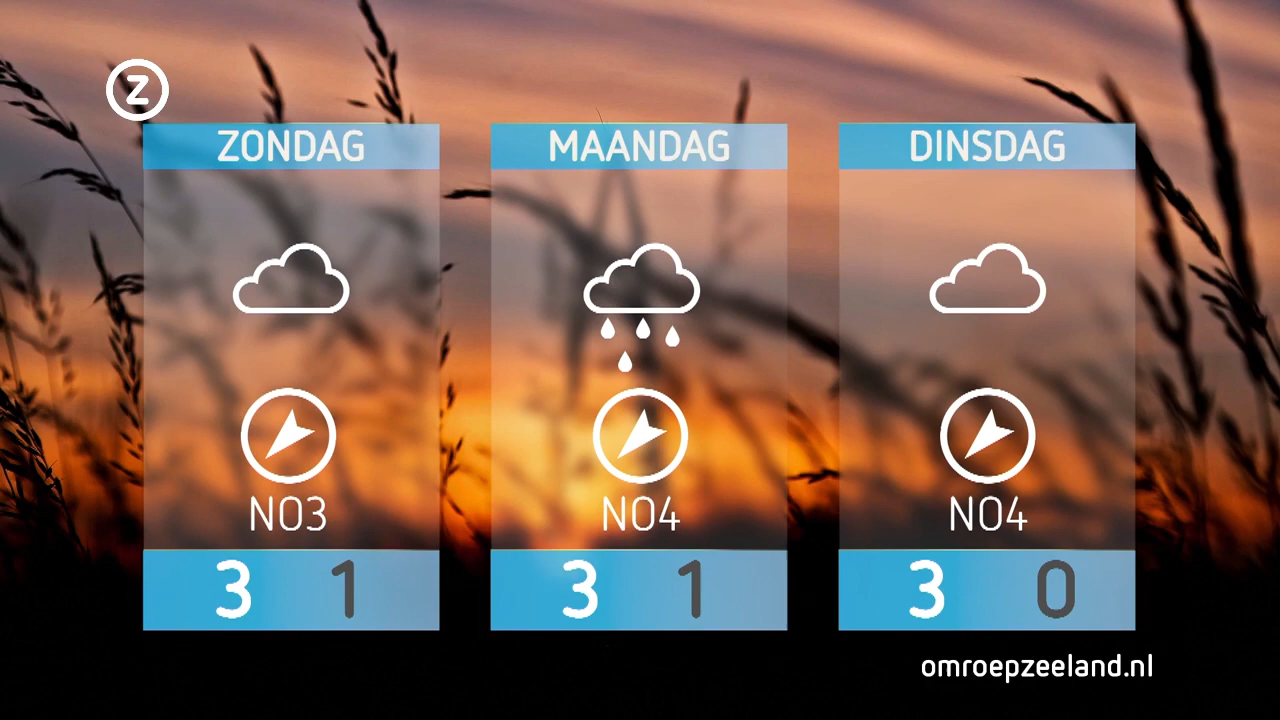 Z
ZONDAG
MAANDAG
DINSDAG
NO3
NO4
NO4
3 1
3 1
3 0
omroepzeeland.nl